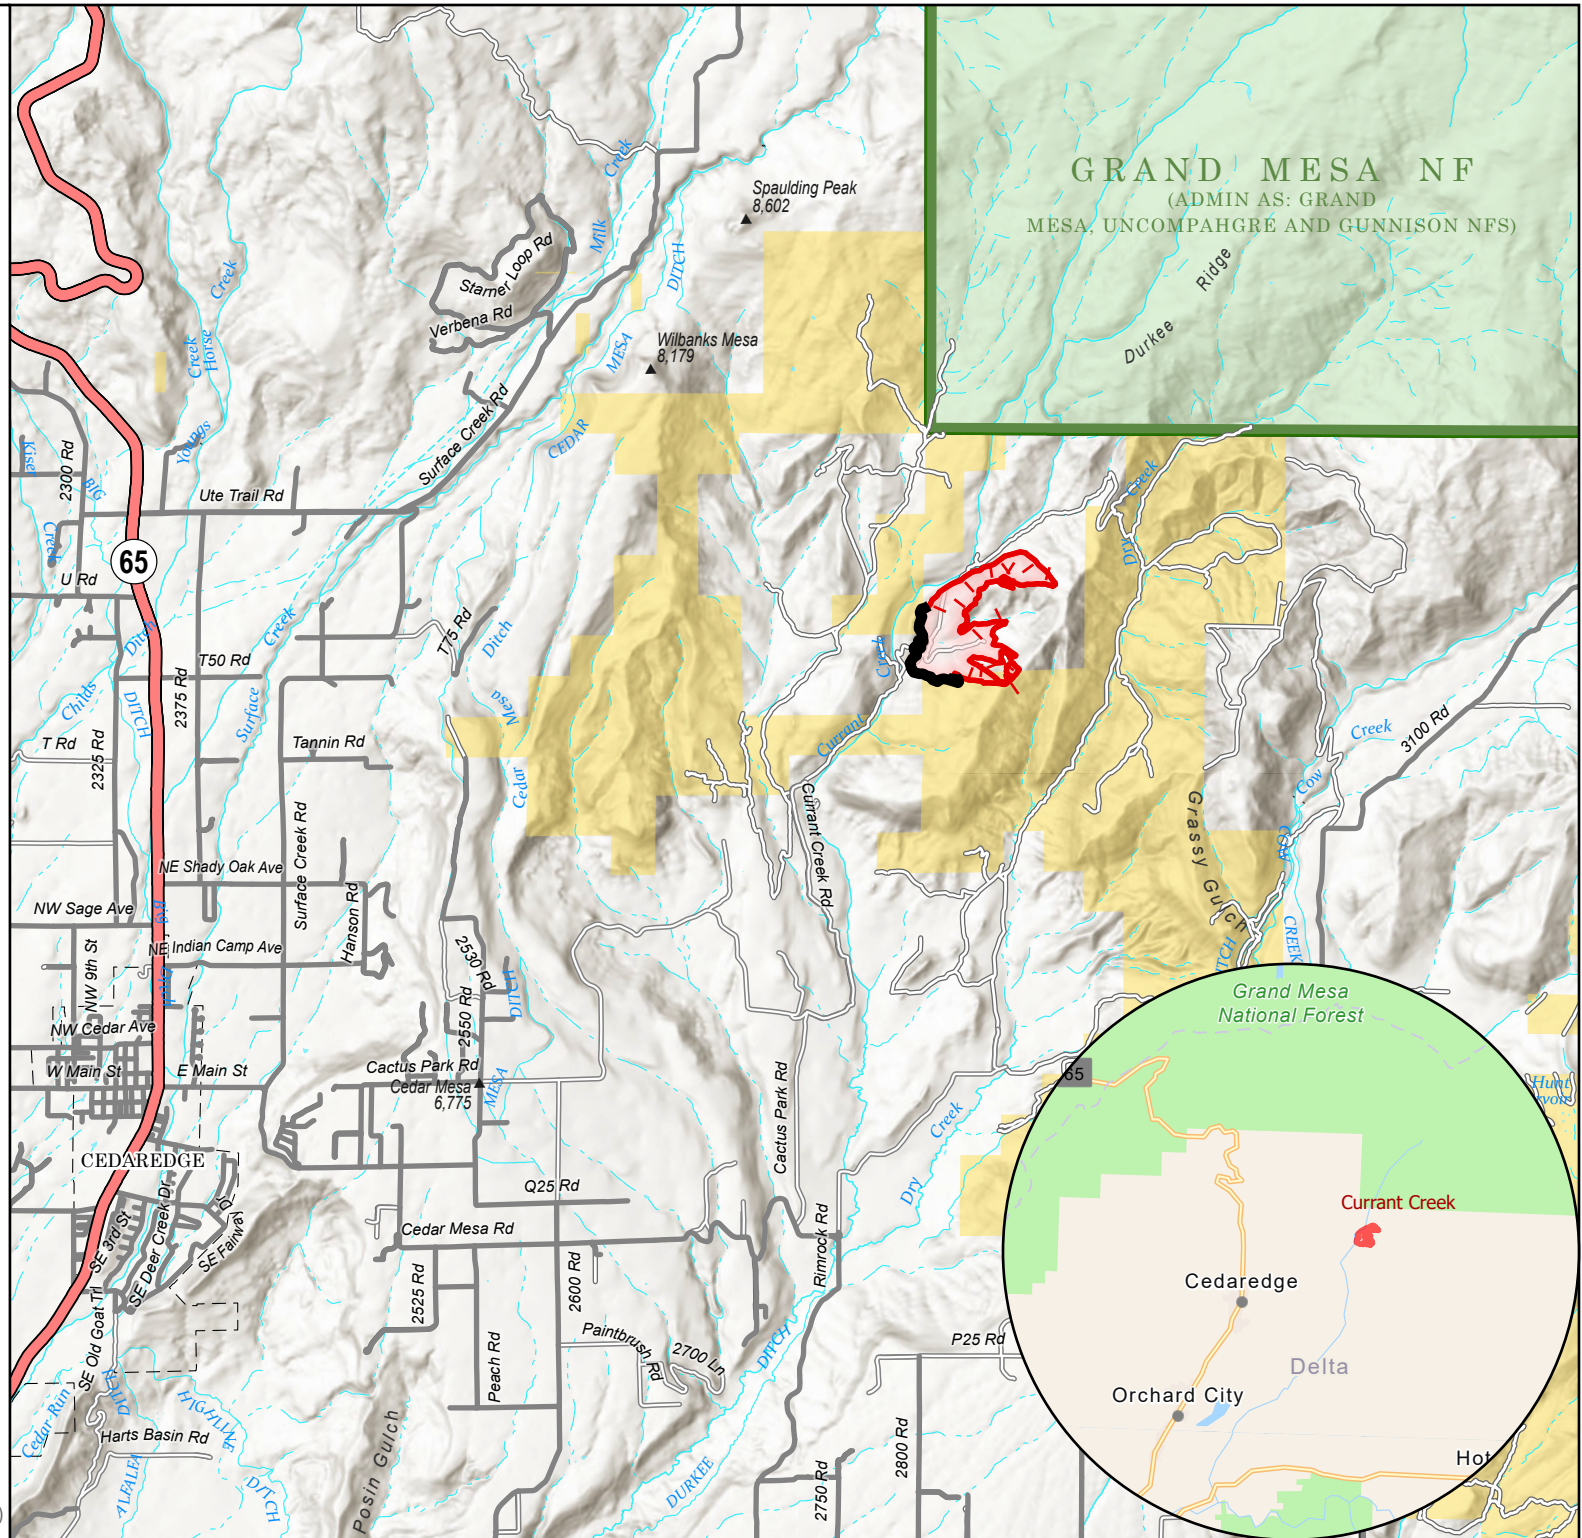 GRAND MESA NF
(ADMIN AS: GRAND
MESA, UNCOMPAHGRE AND GUNNISON NFS)
Spaulding Peak
8,602
Milk
Creek
DITCH
MESA
CEDAR
Starner Loop Rd
Verbena Rd
Wilbanks Mesa
8,179
Durkee
Ridge
Creek
Horse
Creek
Youngs
Surface Creek Rd
Kiser
Creek
2300 Rd
BIG
Ute Trail Rd
65
U Rd
Dry
Creek
Ditch
Childs
DITCH
Creek
Surface
T75 Rd
Ditch
Mesa
Cedar
T50 Rd
2375 Rd
Creek
Currant
T Rd
2325 Rd
Tannin Rd
Creek
3100 Rd
Cow
Grassy Gulch
COW
CREEK
Currant Creek Rd
Surface Creek Rd
NE Shady Oak Ave
Hanson Rd
NW Sage Ave
Big
Ditch
NE Indian Camp Ave
NW 9th St
2530 Rd
2550 Rd
DITCH
NW Cedar Ave
W Main St
E Main St
Cactus Park Rd
Cedar Mesa
6,775
MESA
Cactus Park Rd
Dry
Creek
Hunt
CEDAREDGE
Q25 Rd
Cedar Mesa Rd
SE 3rd St
SE Deer Creek Dr
SE Fairway Dr
SE Old Goat Trl
2525 Rd
2600 Rd
Rimrock Rd
Paintbrush Rd
2700 Ln
DITCH
P25 Rd
Peach Rd
Cedar Run
DITCH
HIGHLINE
DITCH
Harts Basin Rd
ALFALFA
Posin Gulch
DURKEE
2750 Rd
2800 Rd
Grand Mesa
National Forest
65
Currant Creek
Cedaredge
Delta
Orchard City
Hot